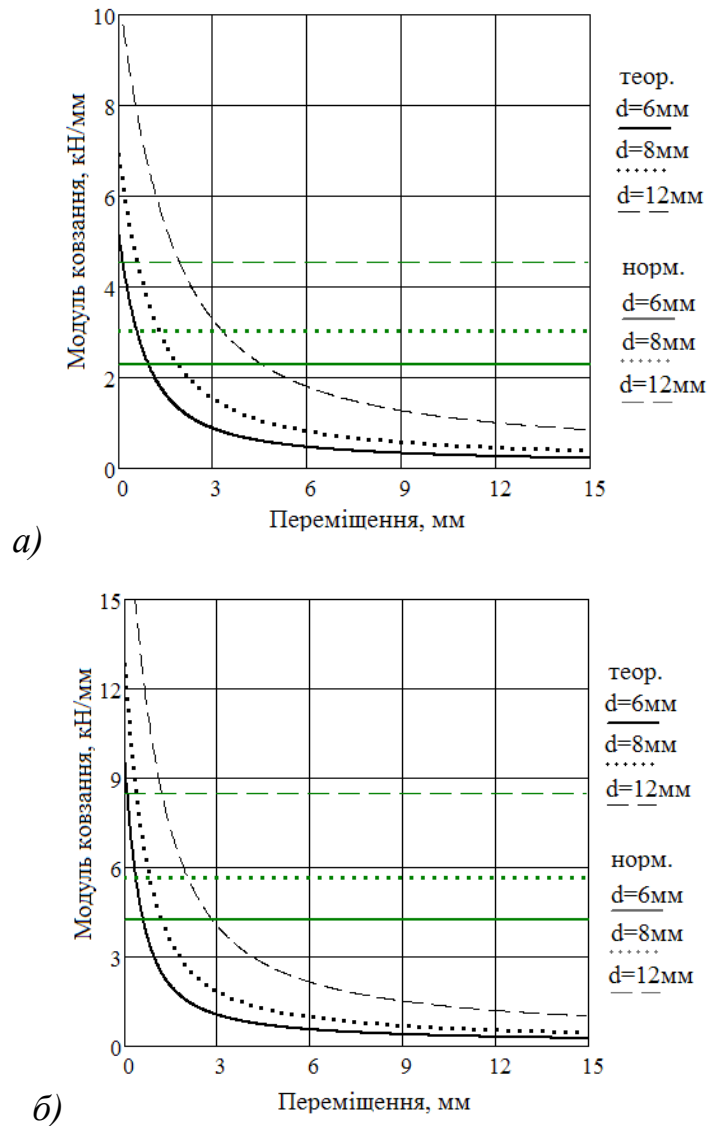 10
8
6
4
2
0
Модуль ковзання, кН/мм
0 3 6 9 12 15
Переміщення, мм
теор.
d=6мм
d=8мм
d=12мм
норм.
d=6мм
d=8мм
d=12мм
а)
15
12
9
6
3
0
Модуль ковзання, кН/мм
0 3 6 9 12 15
Переміщення, мм
теор.
d=6мм
d=8мм
d=12мм
норм.
d=6мм
d=8мм
d=12мм
б)